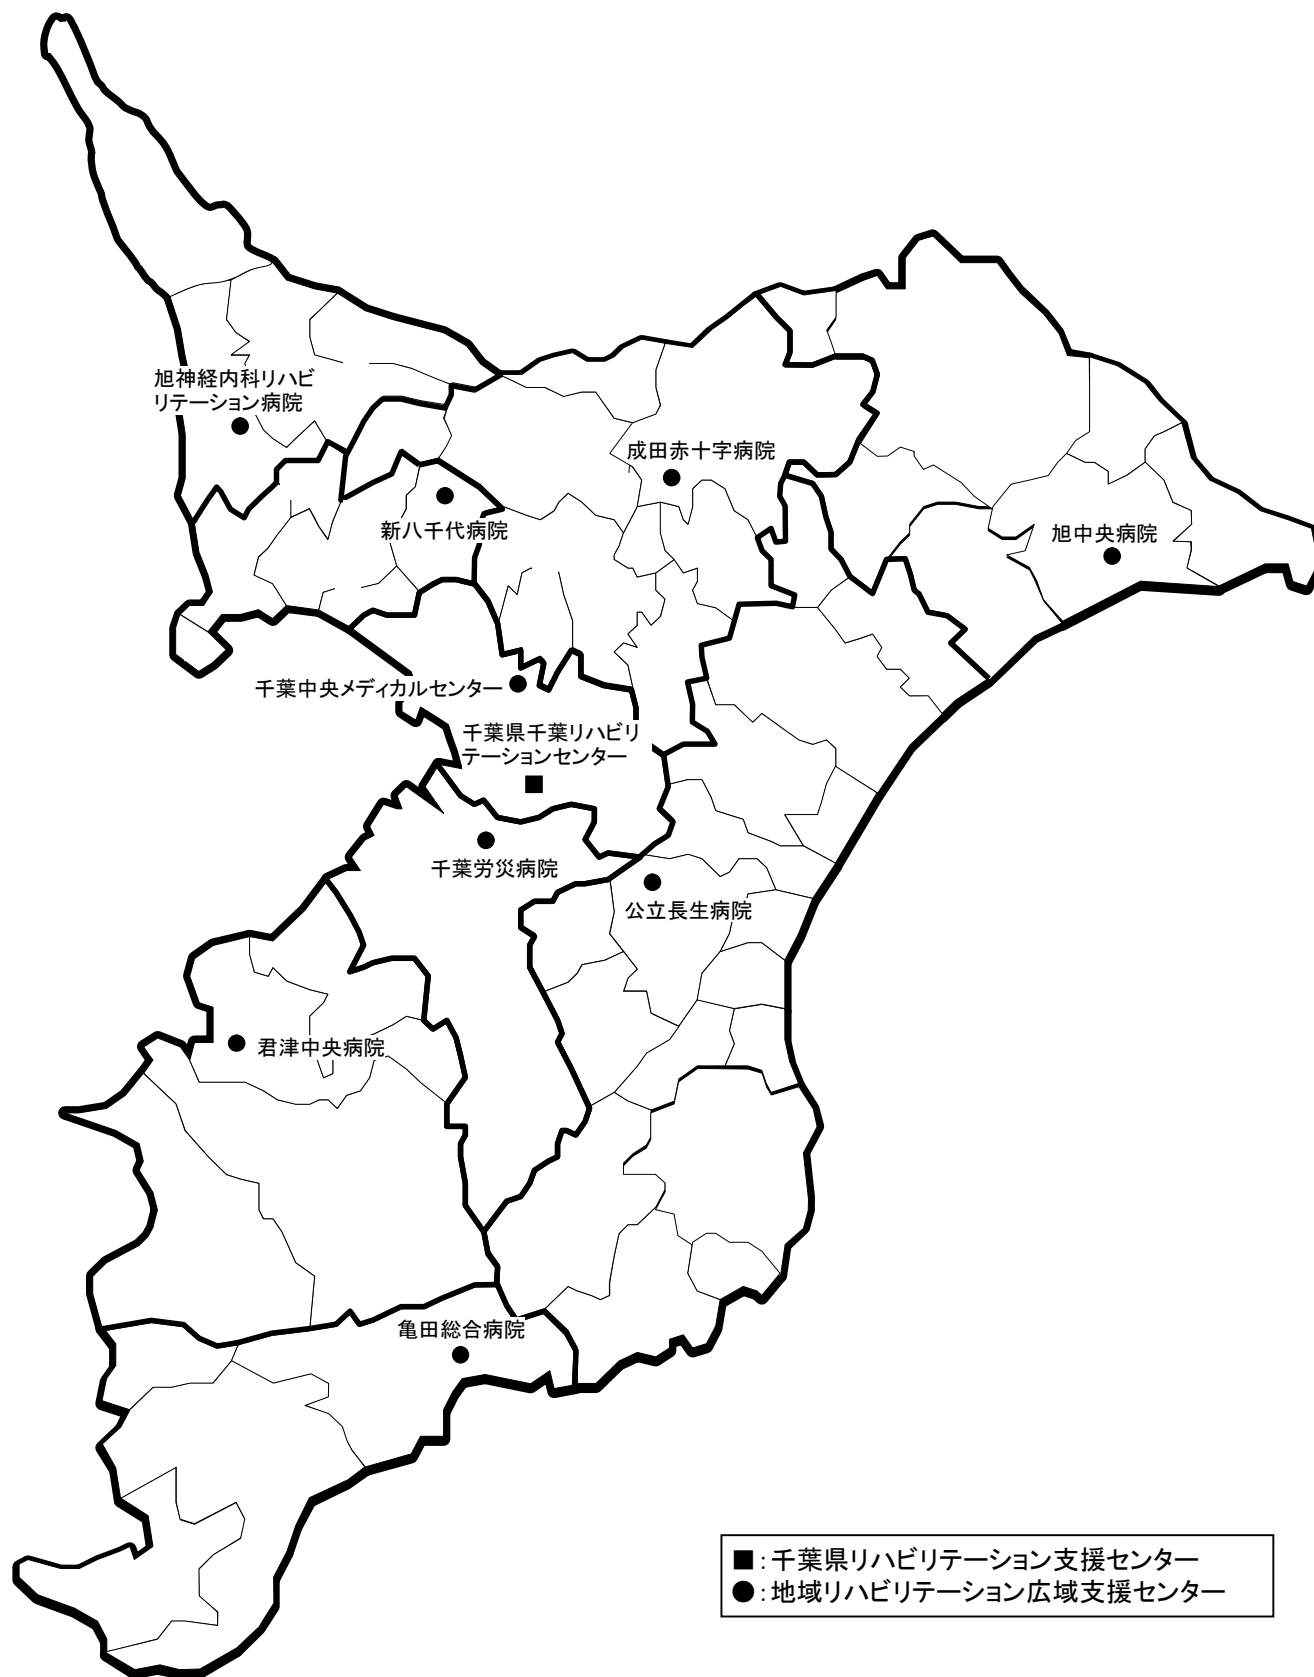 旭神経内科リハビ
リテーション病院
成田赤十字病院
新八千代病院
旭中央病院
千葉中央メディカルセンター
千葉県千葉リハビリ
テーションセンター
千葉労災病院
公立長生病院
君津中央病院
亀田総合病院
■：千葉県リハビリテーション支援センター
●：地域リハビリテーション広域支援センター